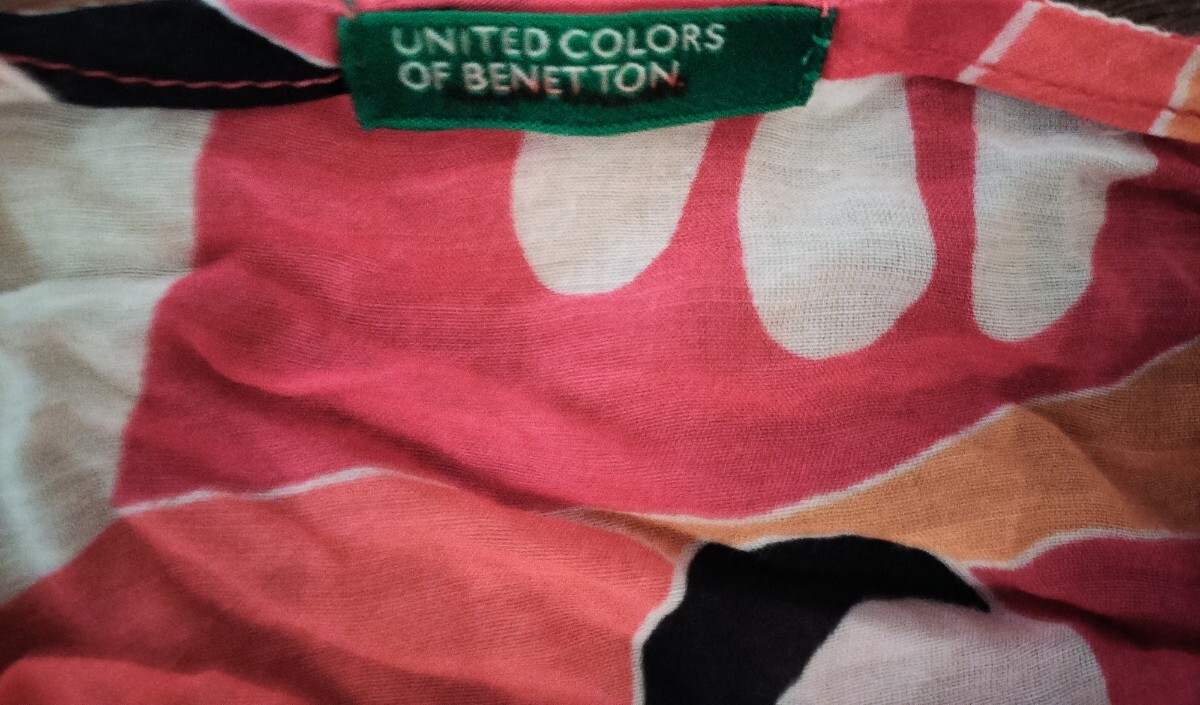 UNITED COLORS
OF BENETTON.